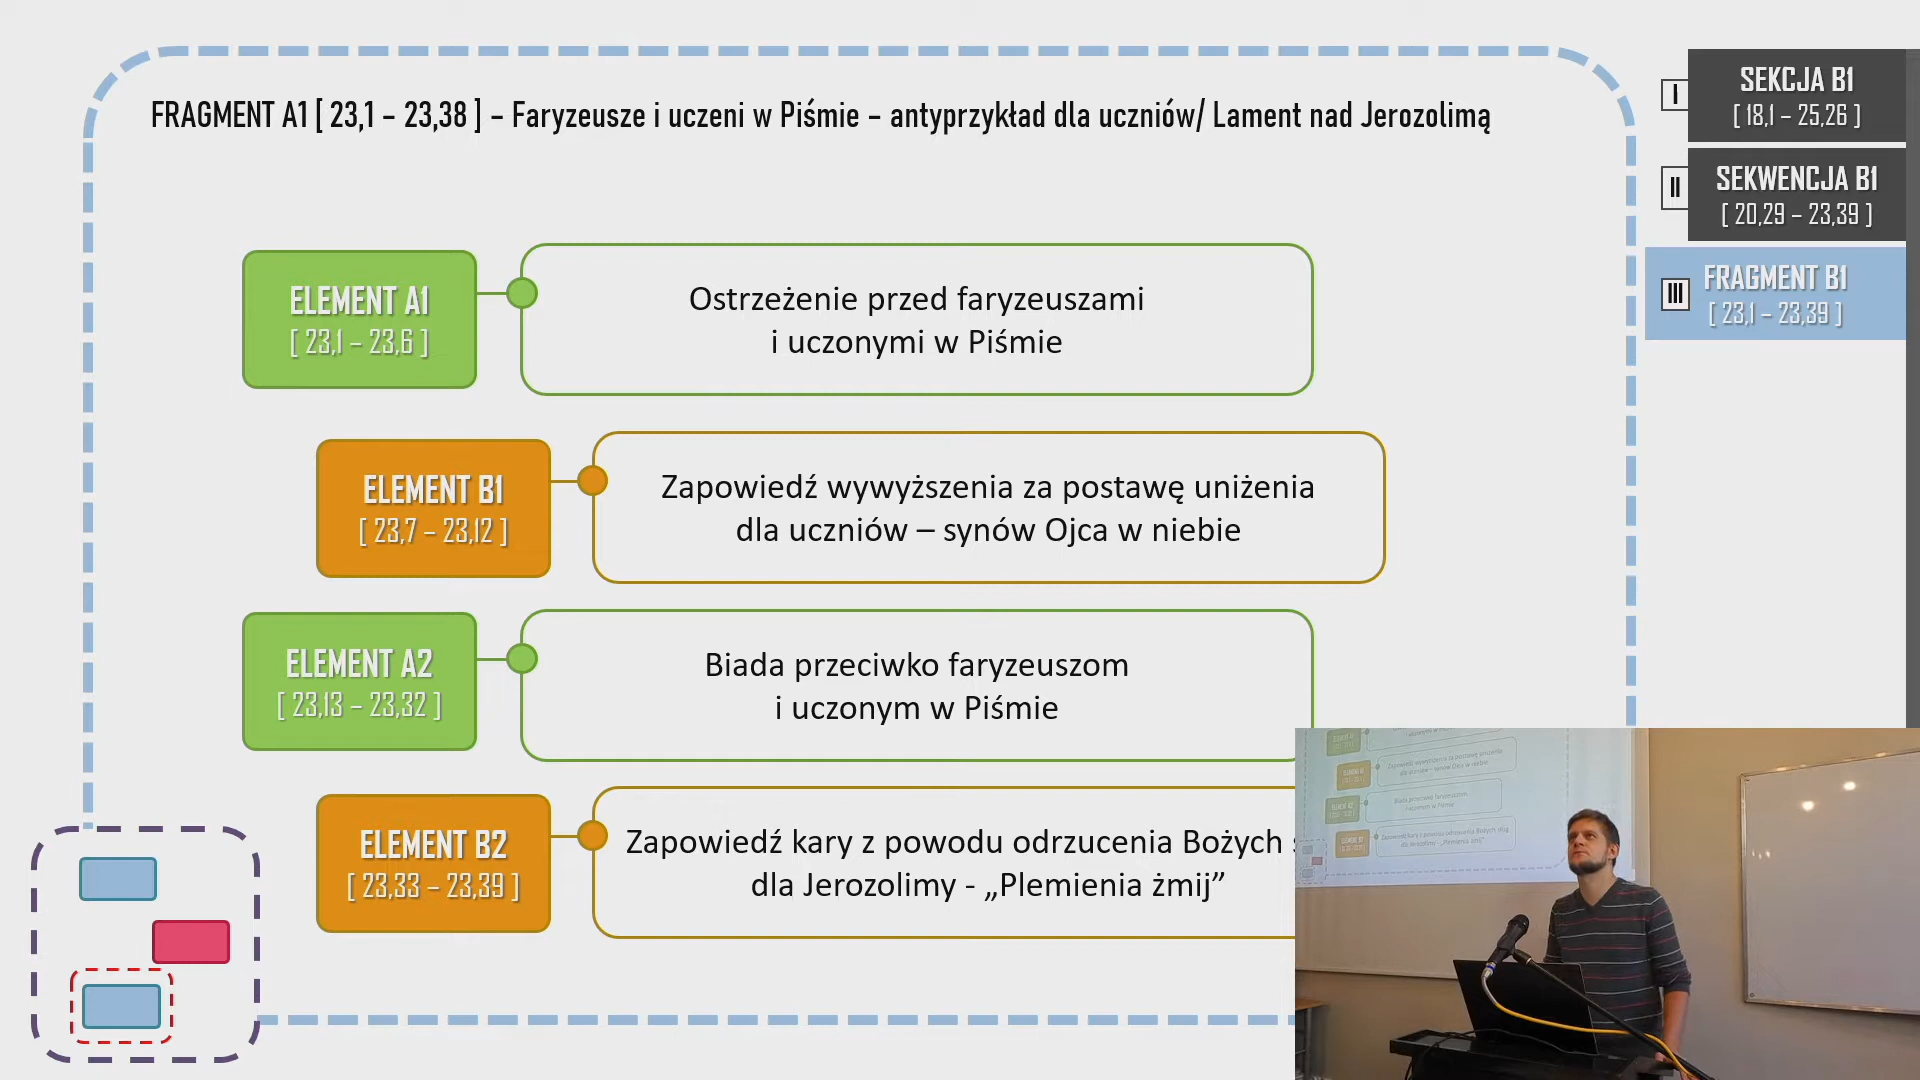 FRAGMENT A1 [ 23,1 – 23,38 ] – Faryzeusze i uczeni w Piśmie – antyprzykład dla uczniów/ Lament nad Jerozolimą
ELEMENT A1
[ 23,1 – 23,6 ]
Ostrzeżenie przed faryzeuszami
i uczonymi w Piśmie
ELEMENT B1
[ 23,7 – 23,12 ]
Zapowiedź wywyższenia za postawę uniżenia
dla uczniów – synów Ojca w niebie
ELEMENT A2
[ 23,13 – 23,32 ]
Biada przeciwko faryzeuszom
i uczonym w Piśmie
ELEMENT B2
[ 23,33 – 23,39 ]
Zapowiedź kary z powodu odrzucenia Bożych
dla Jerozolimy - „Plemienia żmij”
I
SEKCJA B1
[ 18,1 – 25,26 ]
II
SEKWENCJA B1
[ 20,29 – 23,39 ]
III
FRAGMENT B1
[ 23,1 – 23,39 ]